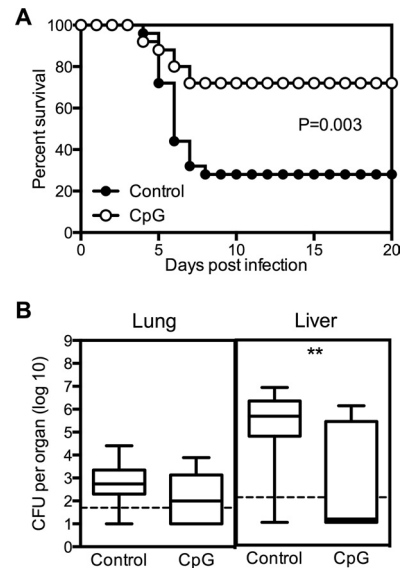 A
Percent survival
100
80
60
40
20
0
P=0.003
Control
CpG
0 5 10 15 20
Days post infection
B
Lung Liver
CFU per organ (log 10)
9
8
7
6
5
4
3
2
1
0
**
Control CpG Control CpG